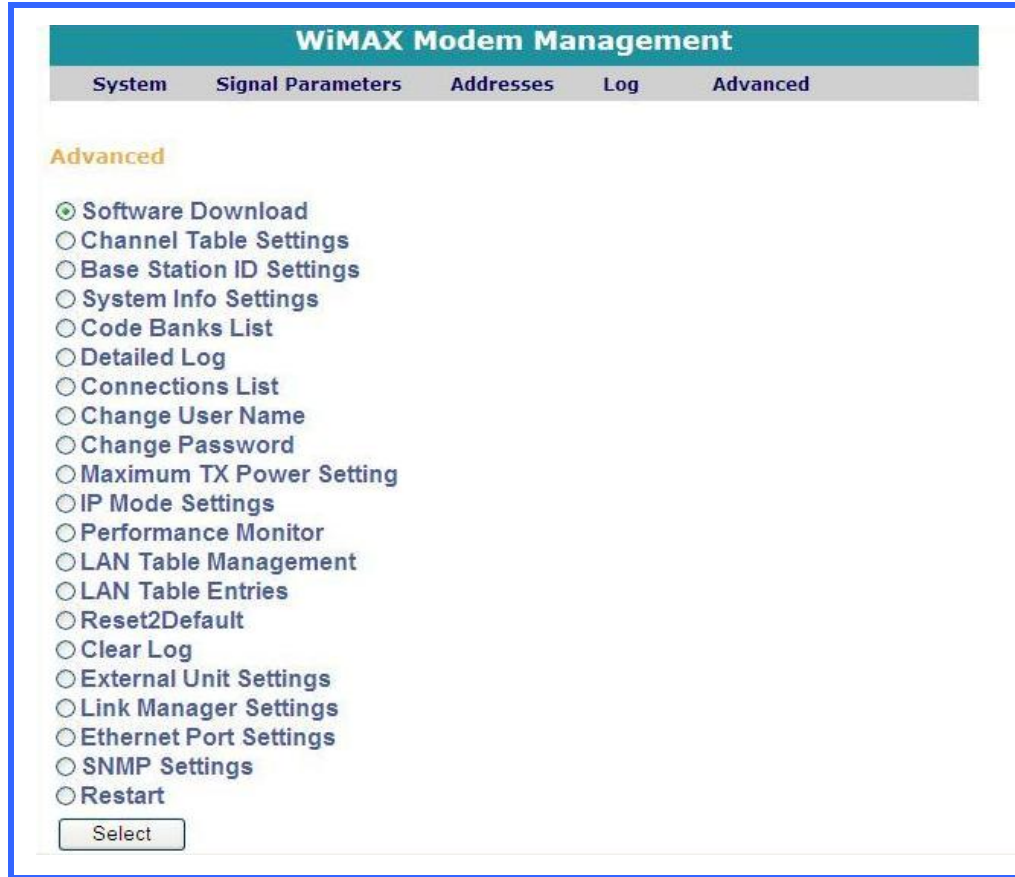 WiMAX Modem Management
System Signal Parameters Addresses Log Advanced
Advanced
Software Download
Channel Table Settings
Base Station ID Settings
System Info Settings
Code Banks List
Detailed Log
Connections List
Change User Name
Change Password
Maximum TX Power Setting
IP Mode Settings
Performance Monitor
LAN Table Management
LAN Table Entries
Reset2Default
Clear Log
External Unit Settings
Link Manager Settings
Ethernet Port Settings
SNMP Settings
Restart
Select